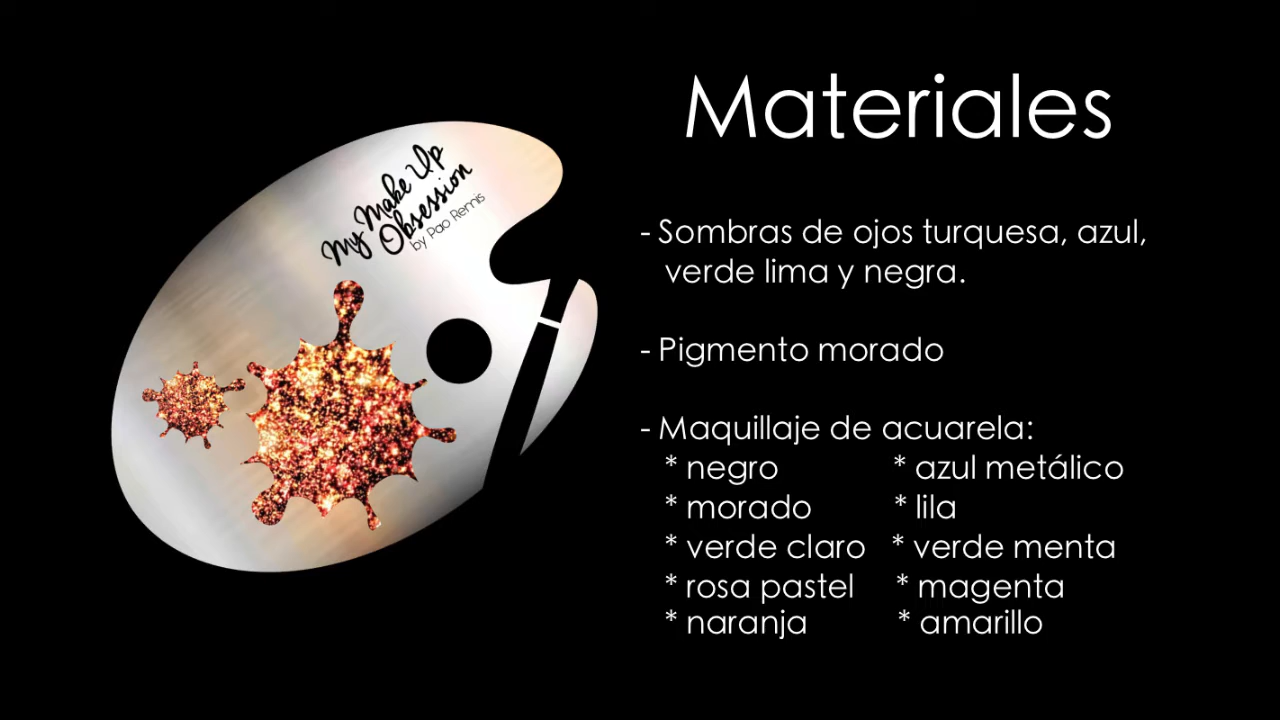 My Make Up
Obsession
by Pao Remis
Materiales
- Sombras de ojos turquesa, azul,
verde lima y negra.
- Pigmento morado
- Maquillaje de acuarela:
* negro * azul metálico
* morado * lila
* verde claro * verde menta
* rosa pastel * magenta
* naranja * amarillo